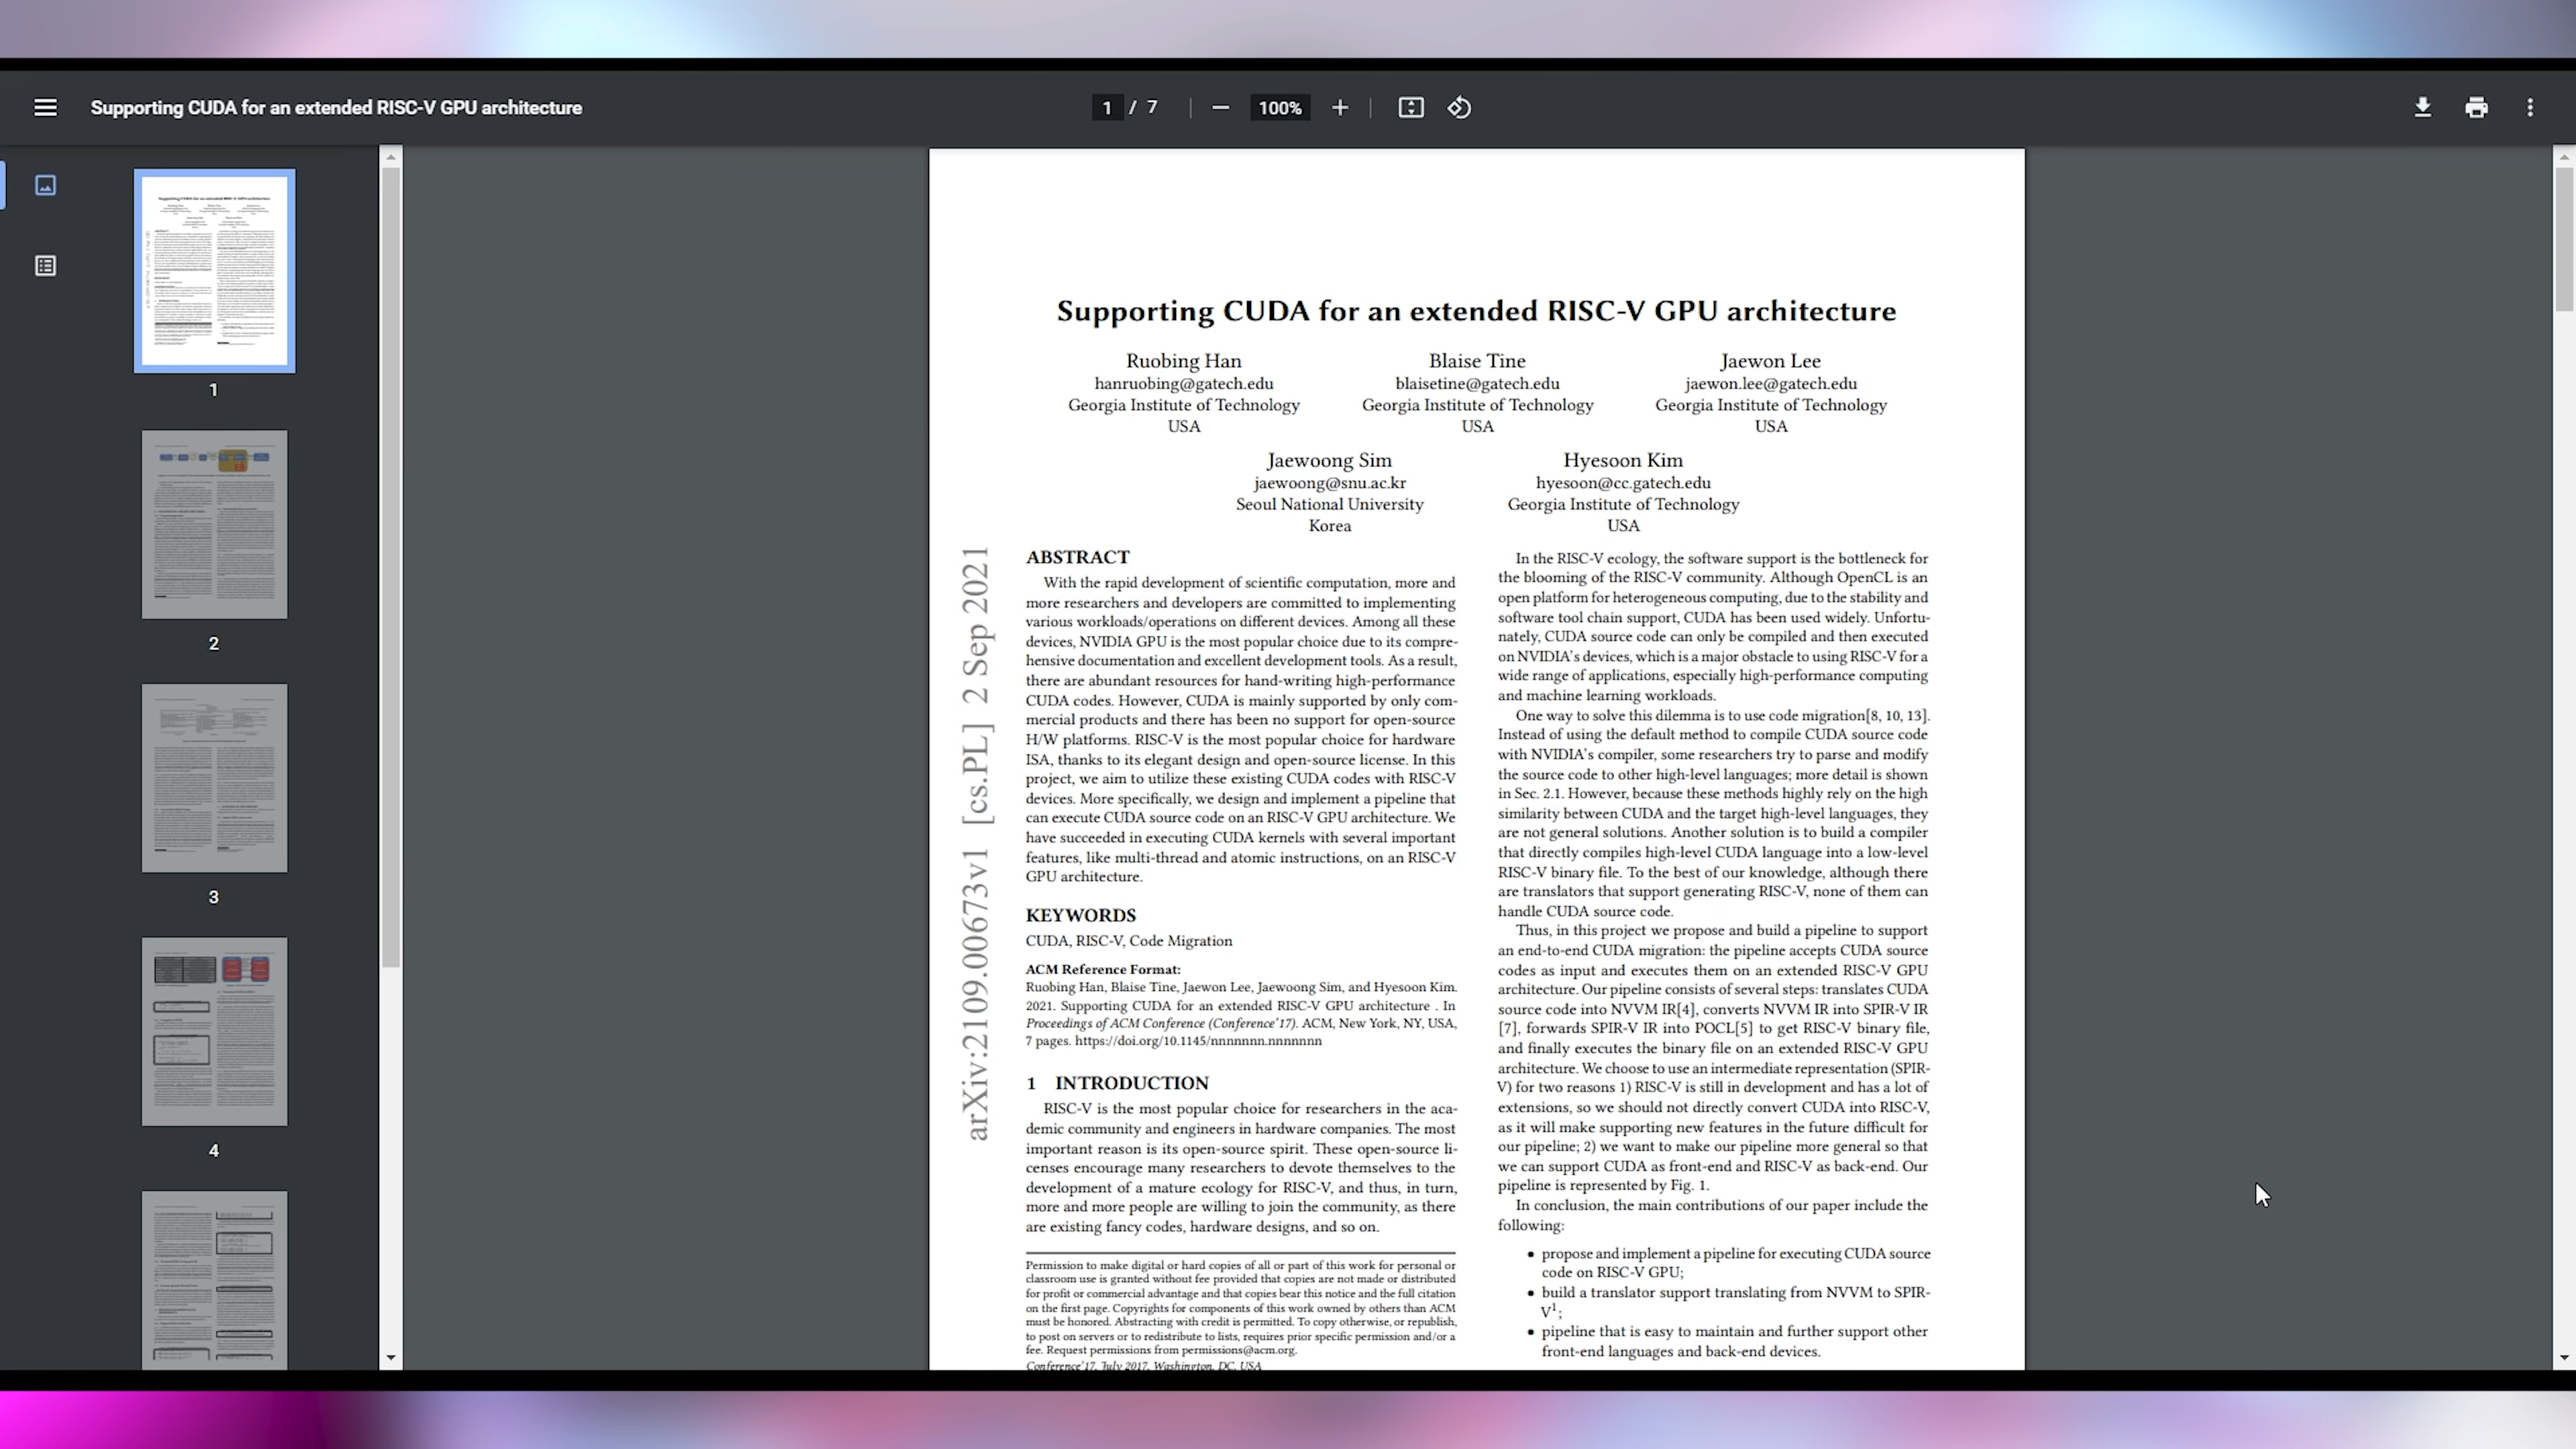 Supporting CUDA for an extended RISC-V GPU architecture
1 / 7
100%
1
2
3
4
Supporting CUDA for an extended RISC-V GPU architecture
Ruobing Han
hanruobing@gatech.edu
Georgia Institute of Technology
USA
Blaise Tine
blaisetine@gatech.edu
Georgia Institute of Technology
USA
Jaewon Lee
jaewon.lee@gatech.edu
Georgia Institute of Technology
USA
Jaewoong Sim
jaewoong@snu.ac.kr
Seoul National University
Korea
Hyesoon Kim
hyesoon@cc.gatech.edu
Georgia Institute of Technology
USA
arXiv:2109.00673v1 [cs.PL] 2 Sep 2021
ABSTRACT
With the rapid development of scientific computation, more and
more researchers and developers are committed to implementing
various workloads/operations on different devices. Among all these
devices, NVIDIA GPU is the most popular choice due to its compre-
hensive documentation and excellent development tools. As a result,
there are abundant resources for hand-writing high-performance
CUDA codes. However, CUDA is mainly supported by only com-
mercial products and there has been no support for open-source
H/W platforms. RISC-V is the most popular choice for hardware
ISA, thanks to its elegant design and open-source license. In this
project, we aim to utilize these existing CUDA codes with RISC-V
devices. More specifically, we design and implement a pipeline that
can execute CUDA source code on an RISC-V GPU architecture. We
have succeeded in executing CUDA kernels with several important
features, like multi-thread and atomic instructions, on an RISC-V
GPU architecture.
KEYWORDS
CUDA, RISC-V, Code Migration
ACM Reference Format:
Ruobing Han, Blaise Tine, Jaewon Lee, Jaewoong Sim, and Hyesoon Kim.
2021. Supporting CUDA for an extended RISC-V GPU architecture . In
Proceedings of ACM Conference (Conference'17). ACM, New York, NY, USA,
7 pages. https://doi.org/10.1145/nnnnnnn.nnnnnnn
1 INTRODUCTION
RISC-V is the most popular choice for researchers in the aca-
demic community and engineers in hardware companies. The most
important reason is its open-source spirit. These open-source li-
censes encourage many researchers to devote themselves to the
development of a mature ecology for RISC-V, and thus, in turn,
more and more people are willing to join the community, as there
are existing fancy codes, hardware designs, and so on.
Permission to make digital or hard copies of all or part of this work for personal or
classroom use is granted without fee provided that copies are not made or distributed
for profit or commercial advantage and that copies bear this notice and the full citation
on the first page. Copyrights for components of this work owned by others than ACM
must be honored. Abstracting with credit is permitted. To copy otherwise, or republish,
to post on servers or to redistribute to lists, requires prior specific permission and/or a
fee. Request permissions from permissions@acm.org.
Conference'17, July 2017, Washington, DC, USA
In the RISC-V ecology, the software support is the bottleneck for
the blooming of the RISC-V community. Although OpenCL is an
open platform for heterogeneous computing, due to the stability and
software tool chain support, CUDA has been used widely. Unfortu-
nately, CUDA source code can only be compiled and then executed
on NVIDIA's devices, which is a major obstacle to using RISC-V for a
wide range of applications, especially high-performance computing
and machine learning workloads.
One way to solve this dilemma is to use code migration[8, 10, 13].
Instead of using the default method to compile CUDA source code
with NVIDIA's compiler, some researchers try to parse and modify
the source code to other high-level languages; more detail is shown
in Sec. 2.1. However, because these methods highly rely on the high
similarity between CUDA and the target high-level languages, they
are not general solutions. Another solution is to build a compiler
that directly compiles high-level CUDA language into a low-level
RISC-V binary file. To the best of our knowledge, although there
are translators that support generating RISC-V, none of them can
handle CUDA source code.
Thus, in this project we propose and build a pipeline to support
an end-to-end CUDA migration: the pipeline accepts CUDA source
codes as input and executes them on an extended RISC-V GPU
architecture. Our pipeline consists of several steps: translates CUDA
source code into NVVM IR[4], converts NVVM IR into SPIR-V IR
[7], forwards SPIR-V IR into POCL[5] to get RISC-V binary file,
and finally executes the binary file on an extended RISC-V GPU
architecture. We choose to use an intermediate representation (SPIR-
V) for two reasons 1) RISC-V is still in development and has a lot of
extensions, so we should not directly convert CUDA into RISC-V,
as it will make supporting new features in the future difficult for
our pipeline; 2) we want to make our pipeline more general so that
we can support CUDA as front-end and RISC-V as back-end. Our
pipeline is represented by Fig. 1.
In conclusion, the main contributions of our paper include the
following:
• propose and implement a pipeline for executing CUDA source
code on RISC-V GPU;
• build a translator support translating from NVVM to SPIR-
V1;
• pipeline that is easy to maintain and further support other
front-end languages and back-end devices.